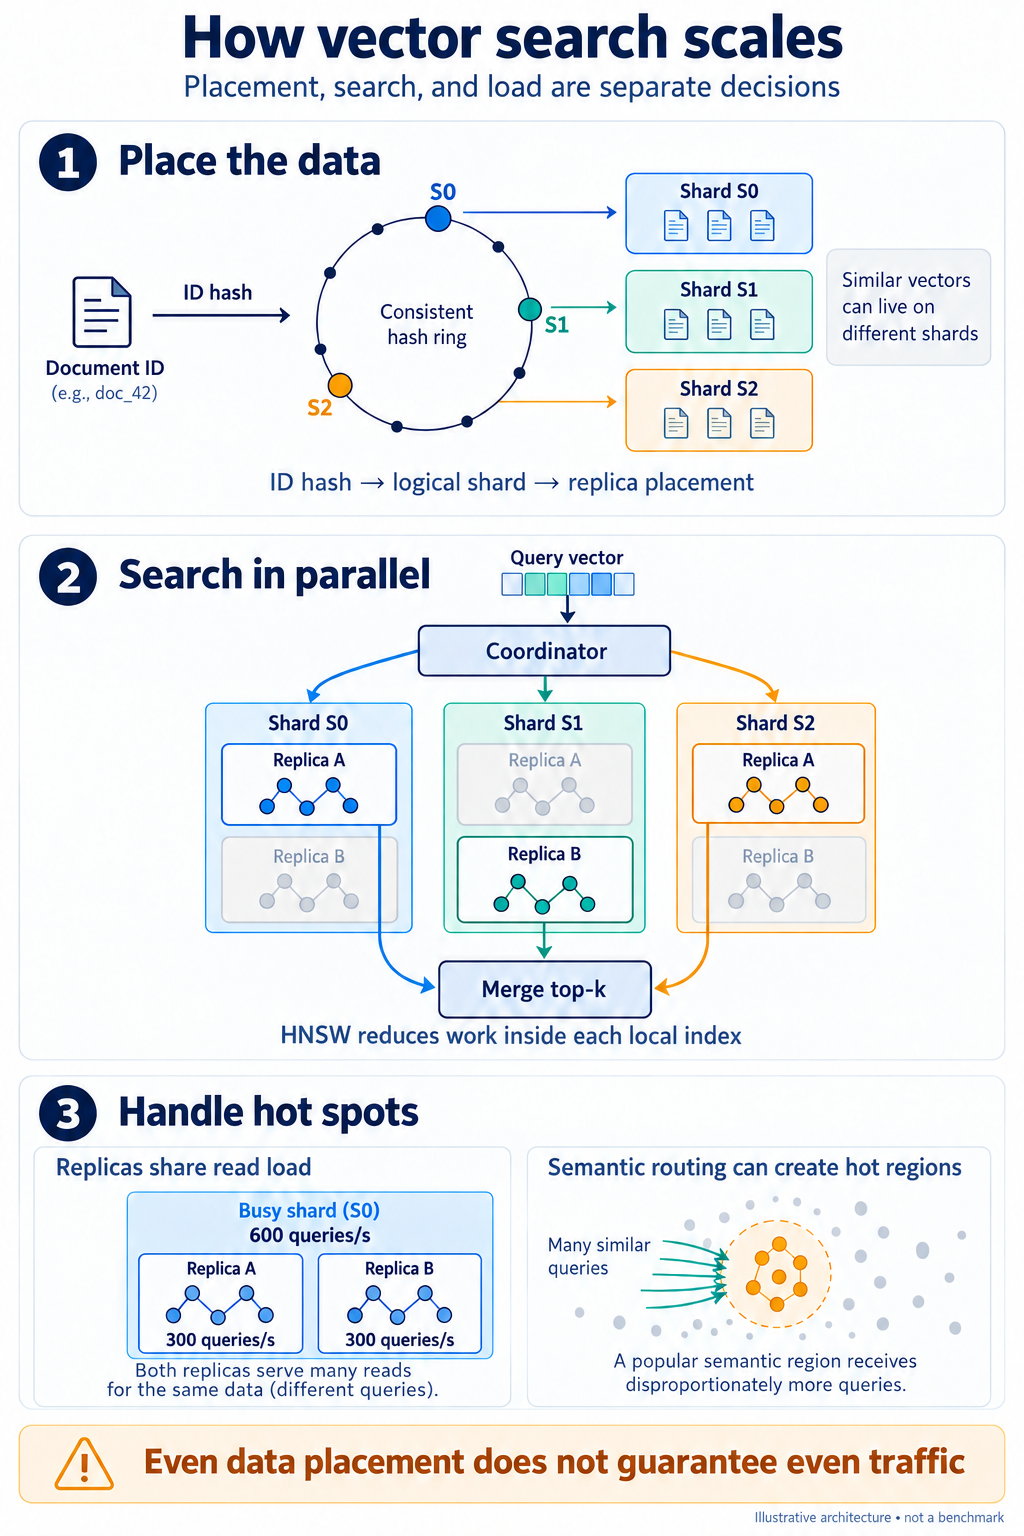 How vector search scales
Placement, search, and load are separate decisions
1 Place the data
S0
S1
S2
ID hash
Document ID
(e.g., doc_42)
Consistent
hash ring
Shard S0
Shard S1
Shard S2
Similar vectors
can live on
different shards
ID hash → logical shard → replica placement
2 Search in parallel
Query vector
Coordinator
Shard S0
Replica A
Replica B
Shard S1
Replica A
Replica B
Shard S2
Replica A
Replica B
Merge top-k
HNSW reduces work inside each local index
3 Handle hot spots
Replicas share read load
Busy shard (S0)
600 queries/s
Replica A
300 queries/s
Replica B
300 queries/s
Both replicas serve many reads
for the same data (different queries).
Semantic routing can create hot regions
Many similar
queries
A popular semantic region receives
disproportionately more queries.
Even data placement does not guarantee even traffic
Illustrative architecture • not a benchmark